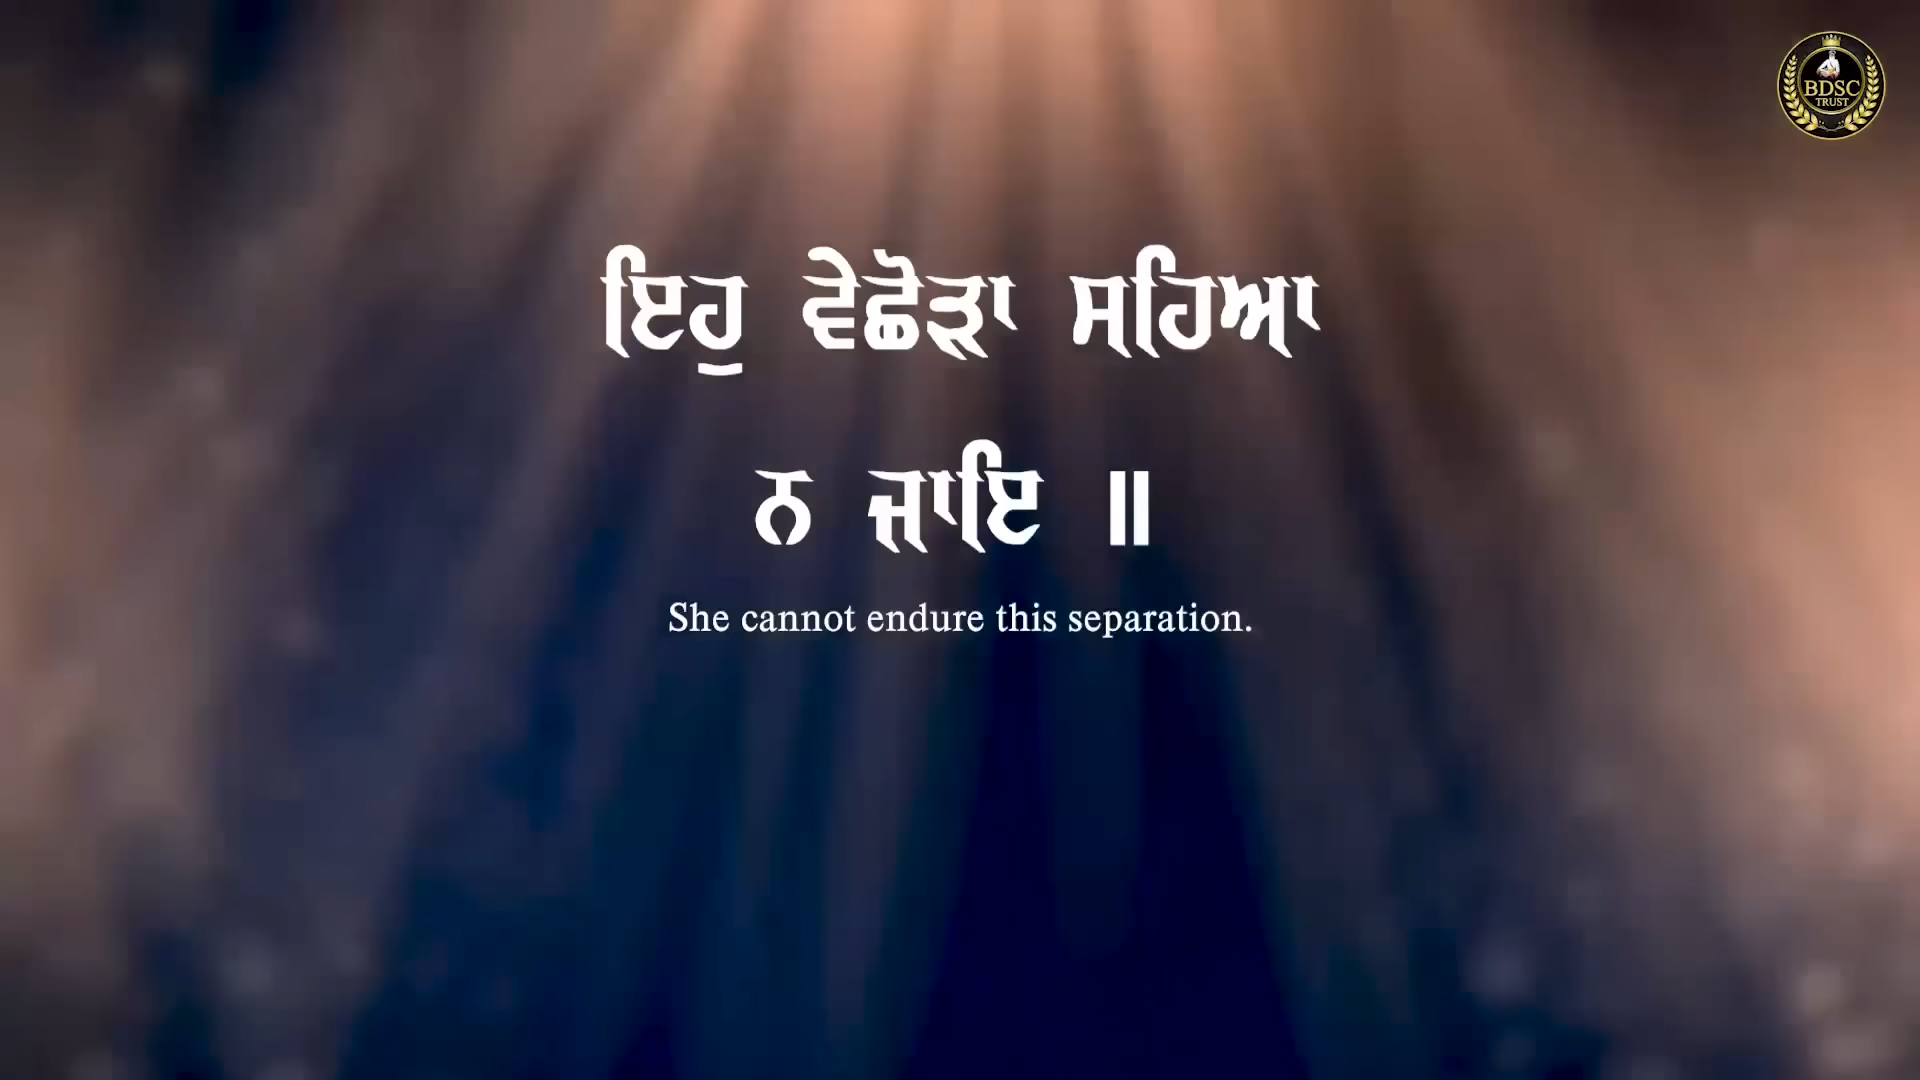 BDSC
TRUST
ਇਹੁ ਵੇਛੋੜਾ ਸਹਿਆ
ਨ ਜਾਇ ॥
She cannot endure this separation.